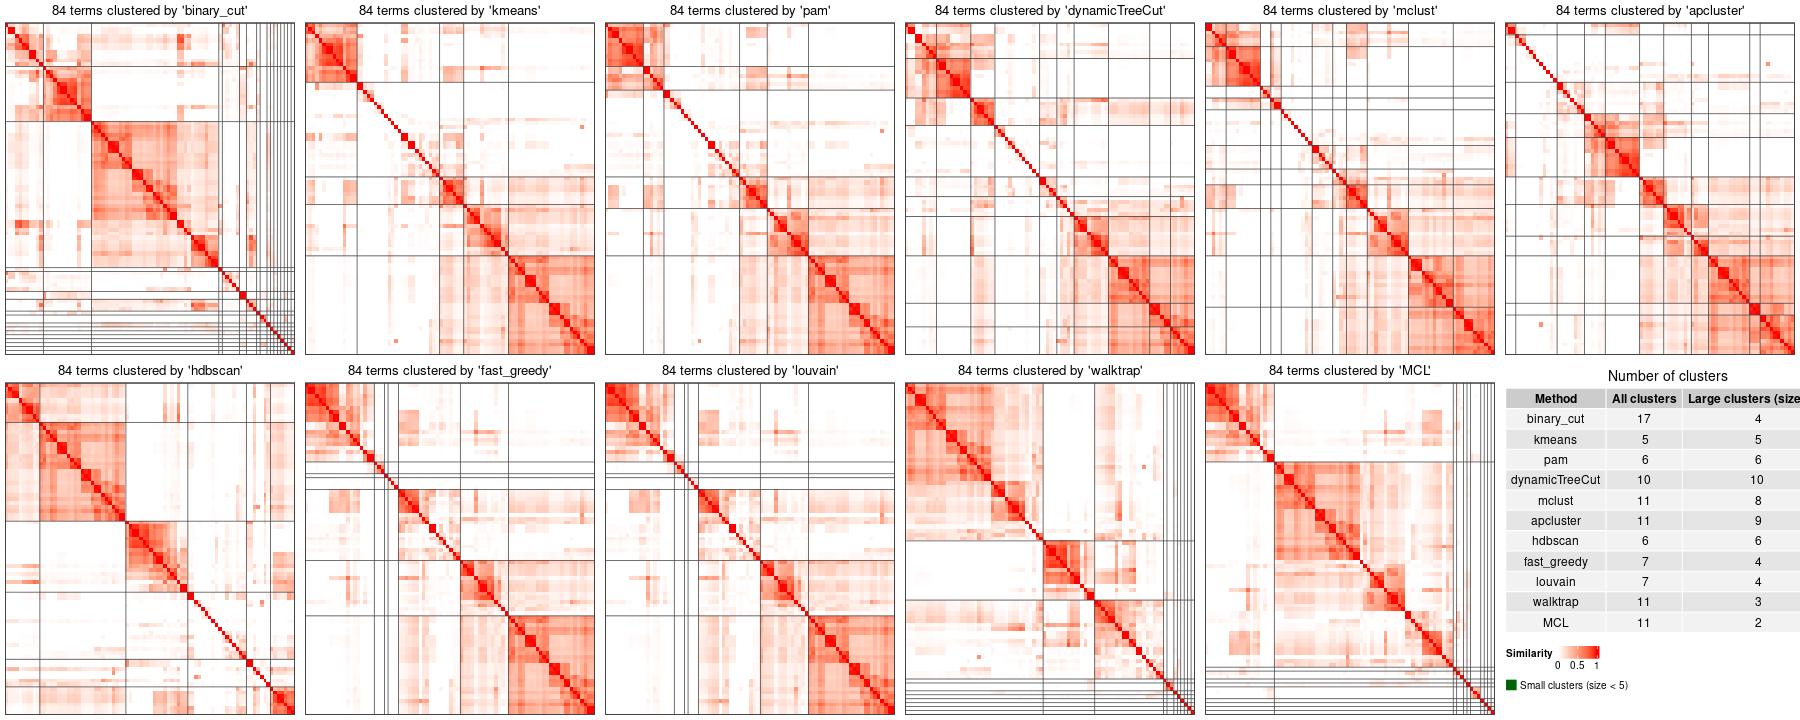 84 terms clustered by 'binary_cut'
84 terms clustered by 'kmeans'
84 terms clustered by 'pam'
84 terms clustered by 'dynamicTreeCut'
84 terms clustered by 'mclust'
84 terms clustered by 'apcluster'
84 terms clustered by 'hdbscan'
84 terms clustered by 'fast_greedy'
84 terms clustered by 'louvain'
84 terms clustered by 'walktrap'
84 terms clustered by 'MCL'
Number of clusters
Method All clusters Large clusters (size
binary_cut 17 4
kmeans 5 5
pam 6 6
dynamicTreeCut 10 10
mclust 11 8
apcluster 11 9
hdbscan 6 6
fast_greedy 7 4
louvain 7 4
walktrap 11 3
MCL 11 2
Similarity
0 0.5 1
Small clusters (size < 5)